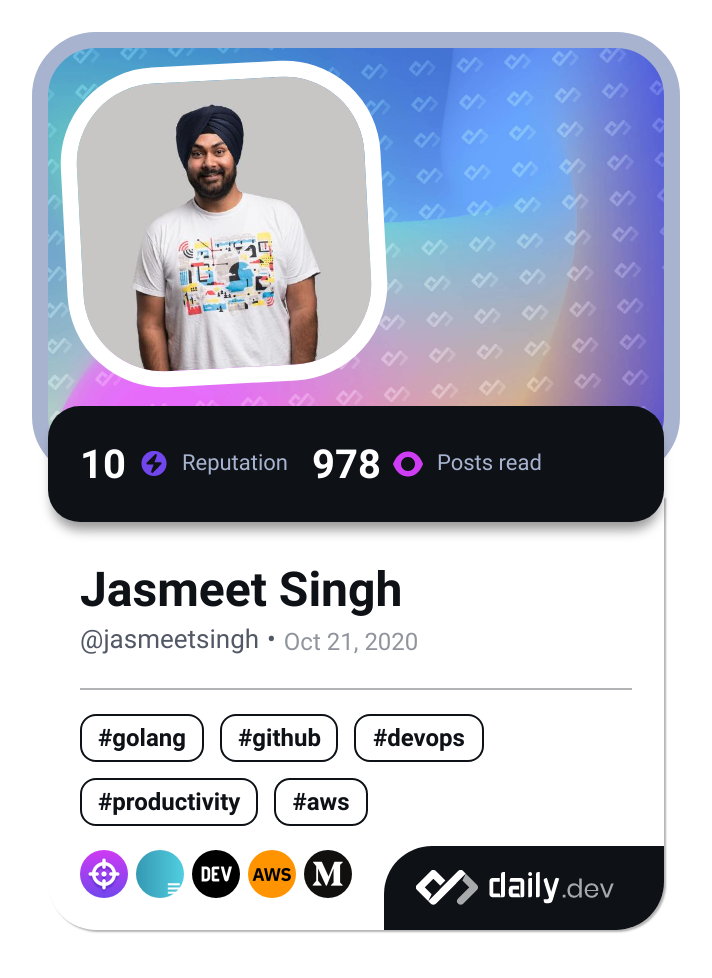 10 Reputation 978 Posts read
Jasmeet Singh
@jasmeetsingh • Oct 21, 2020
#golang #github #devops
#productivity #aws
DEV AWS M
daily.dev